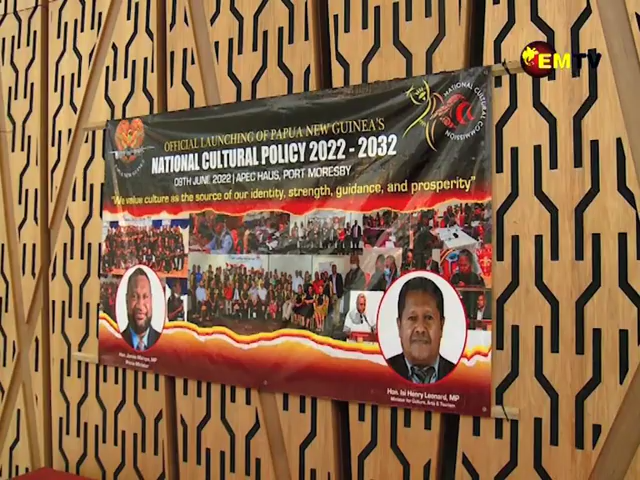 EMTV
OFFICIAL LAUNCHING OF PAPUA NEW GUINEA'S
NATIONAL CULTURAL POLICY 2022 - 2032
09TH JUNE 2022 | APEC HAUS, PORT MORESBY
"We value culture as the source of our identity, strength, guidance, and prosperity"
NATIONAL CULTURAL COMMISSION
Hon. James Marape, MP
Prime Minister
Hon. Isi Henry Leonard, MP
Minister for Culture, Arts & Tourism